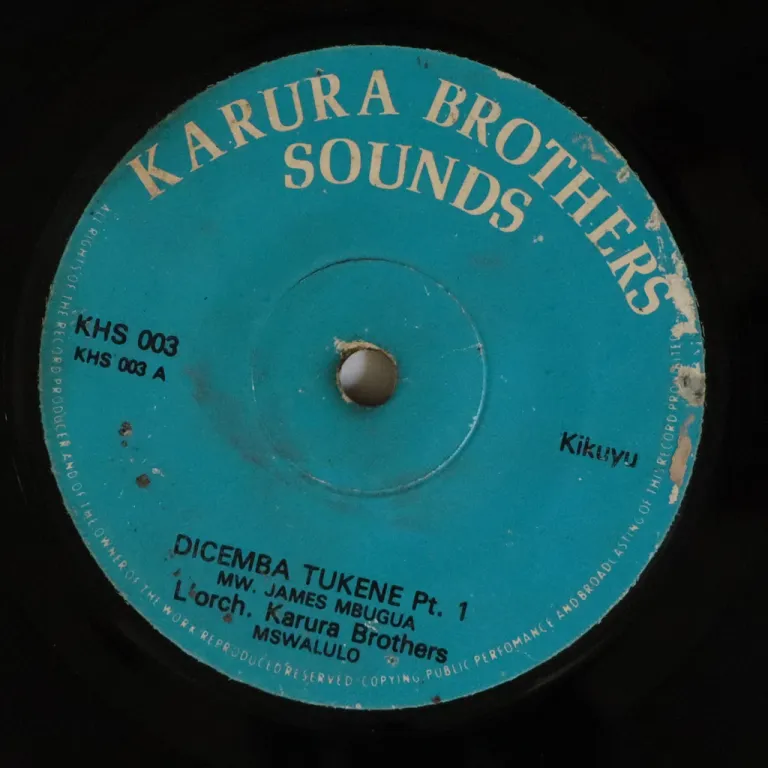 KARURA BROTHERS
SOUNDS
KHS 003
KHS 003 A
Kikuyu
DICEMBA TUKENE Pt. 1
MW. JAMES MBUGUA
L'orch. Karura Brothers
MSWALULO
ALL RIGHTS OF THE RECORD PRODUCER AND OF THE OWNER OF THE WORK REPRODUCED RESERVED · COPYING, PUBLIC PERFOMANCE AND BROADCASTING OF THIS RECORD PROHIBITED